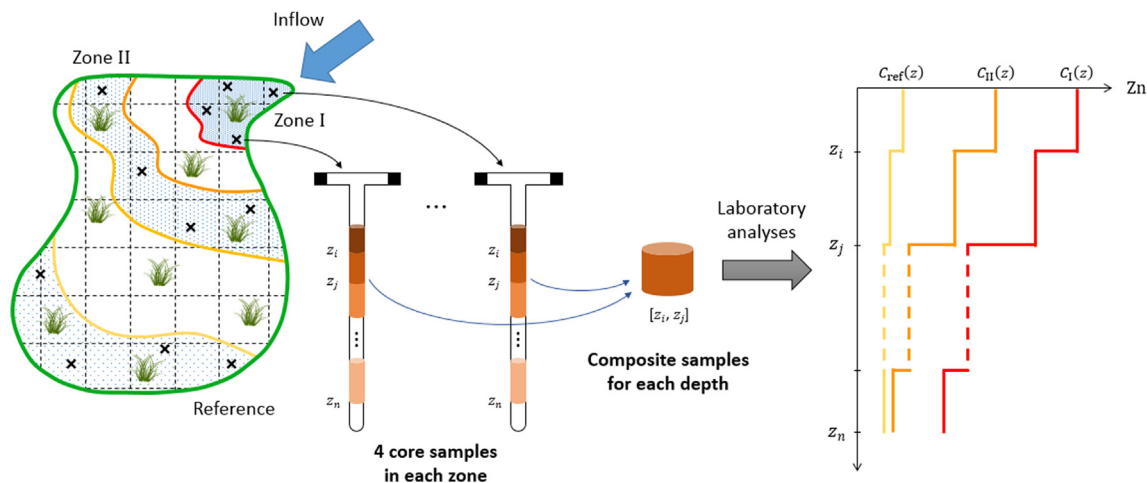 Inflow
Zone II
Zone I
Reference
z_i
z_j
⋮
z_n
...
z_i
z_j
⋮
z_n
4 core samples
in each zone
[z_i, z_j]
Composite samples
for each depth
Laboratory
analyses
C_ref(z) C_II(z) C_I(z)
Zn
z_i
z_j
z_n